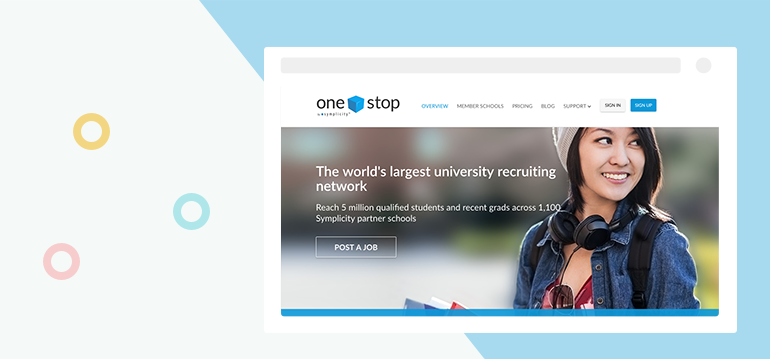 one stop
by symplicity
OVERVIEW MEMBER SCHOOLS PRICING BLOG SUPPORT SIGN IN SIGN UP
The world's largest university recruiting
network
Reach 5 million qualified students and recent grads across 1,100
Symplicity partner schools
POST A JOB